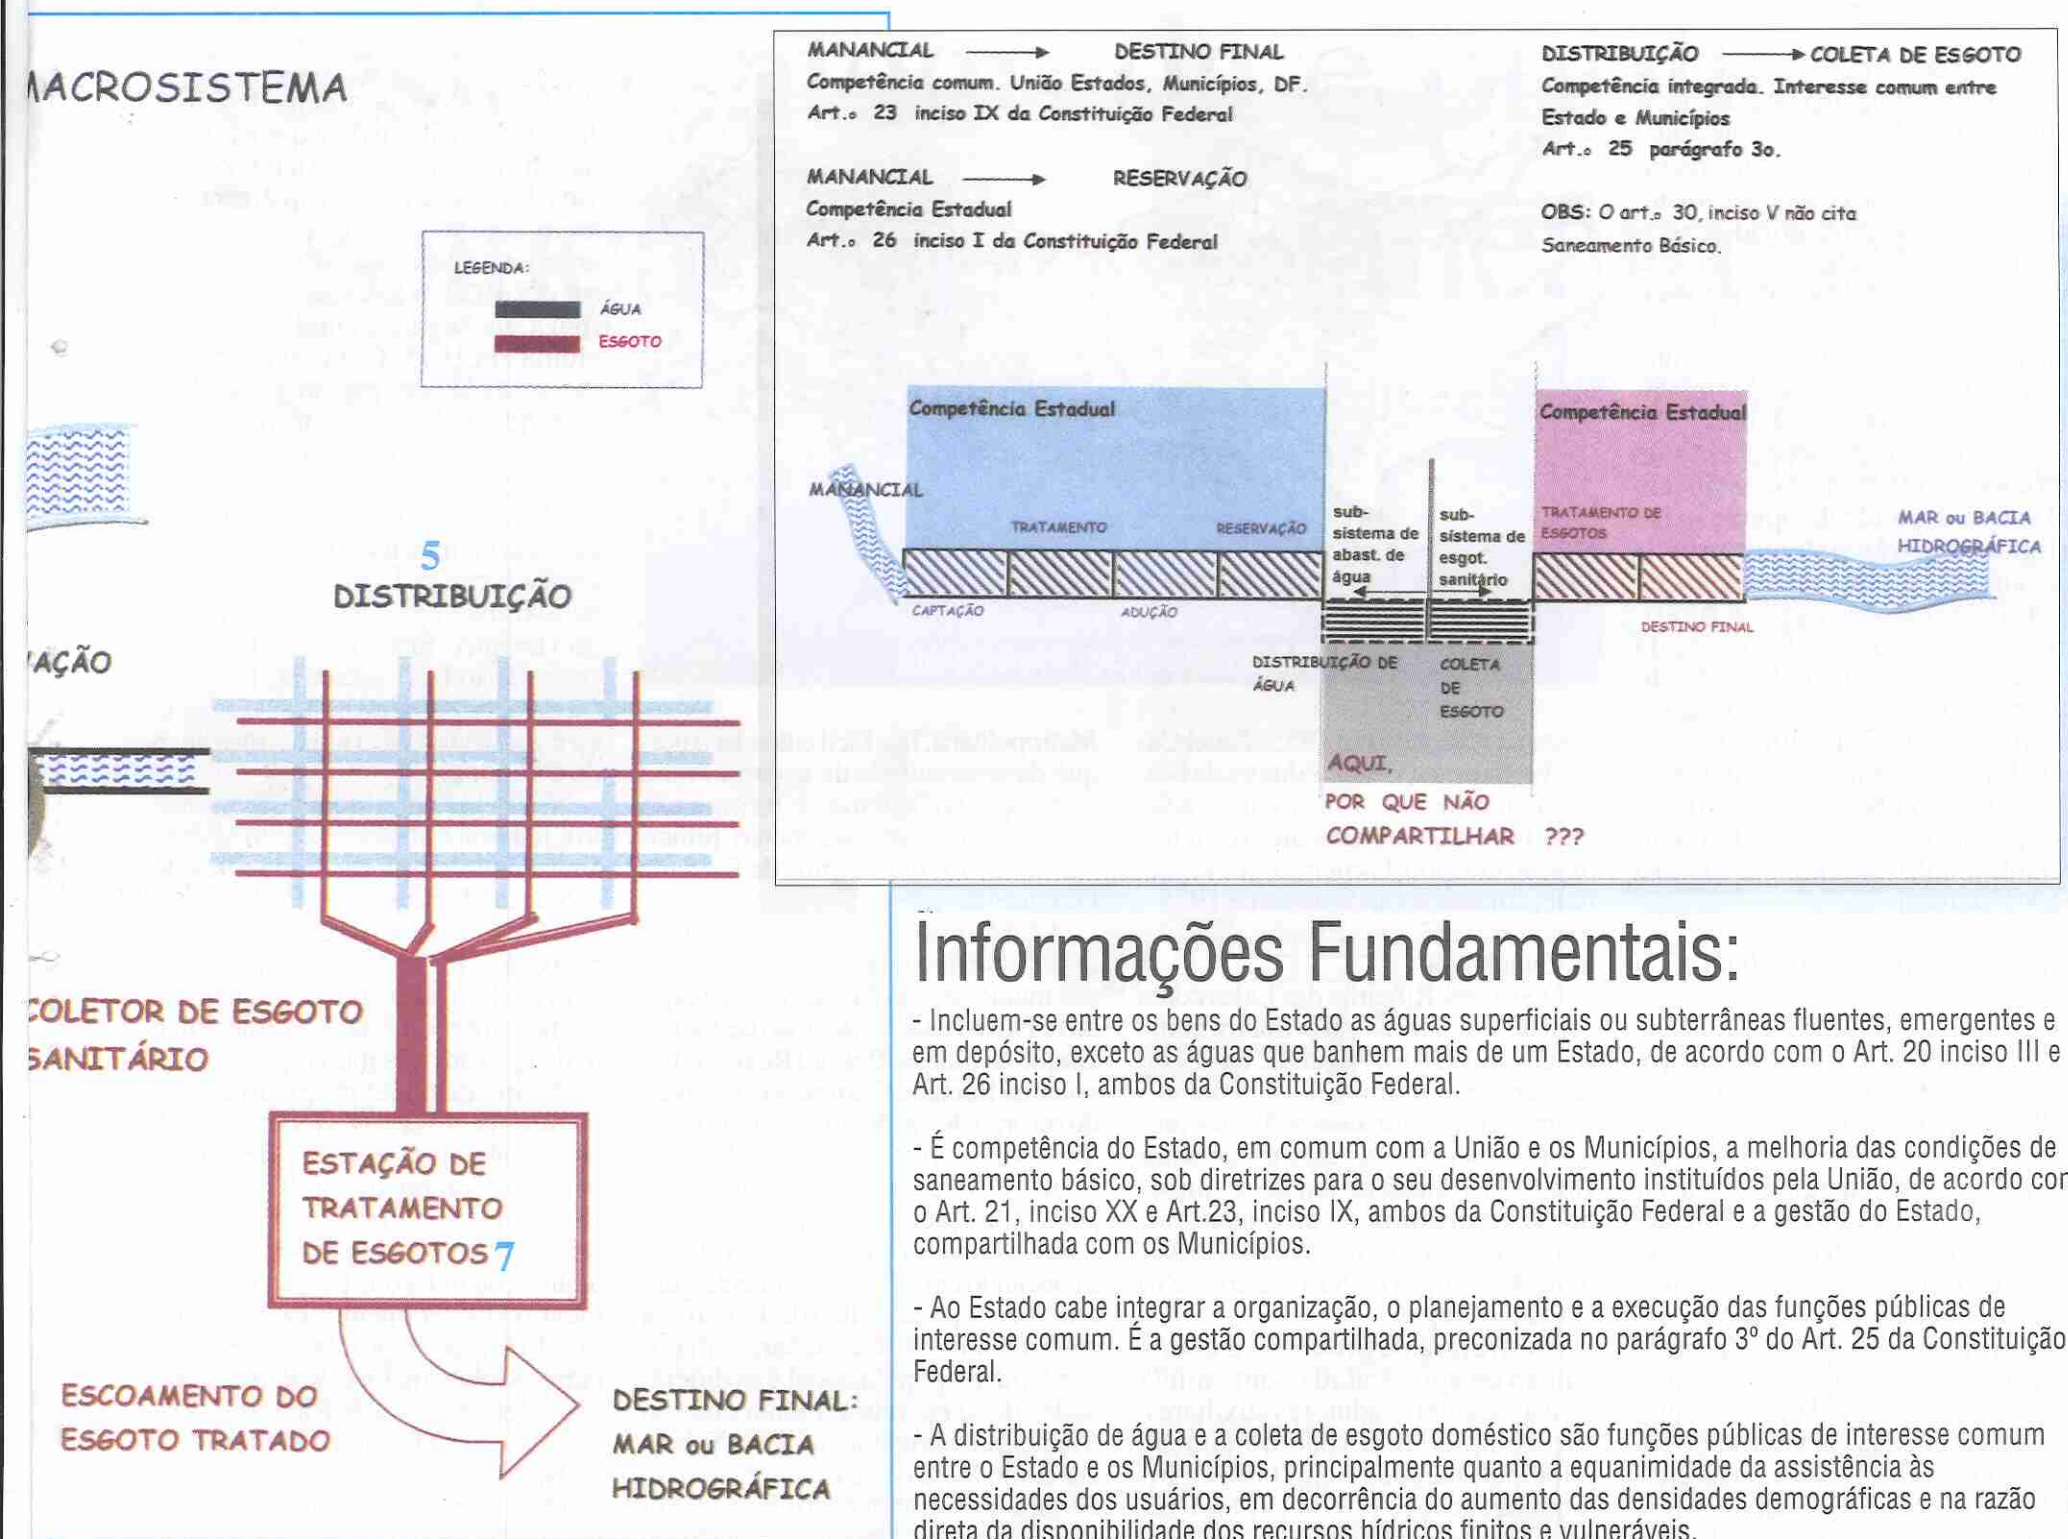 MACROSISTEMA
LEGENDA:
ÁGUA
ESGOTO
5
DISTRIBUIÇÃO
COLETOR DE ESGOTO
SANITÁRIO
ESTAÇÃO DE
TRATAMENTO
DE ESGOTOS 7
ESCOAMENTO DO
ESGOTO TRATADO
DESTINO FINAL:
MAR ou BACIA
HIDROGRÁFICA
MANANCIAL DESTINO FINAL
Competência comum. União Estados, Municípios, DF.
Art.º 23 inciso IX da Constituição Federal
MANANCIAL RESERVAÇÃO
Competência Estadual
Art.º 26 inciso I da Constituição Federal
DISTRIBUIÇÃO COLETA DE ESGOTO
Competência integrada. Interesse comum entre
Estado e Municípios
Art.º 25 parágrafo 3o.
OBS: O art.º 30, inciso V não cita
Saneamento Básico.
Competência Estadual
Competência Estadual
MANANCIAL
TRATAMENTO
RESERVAÇÃO
sub-
sistema de
abast. de
água
sub-
sistema de
esgot.
sanitário
TRATAMENTO DE
ESGOTOS
MAR ou BACIA
HIDROGRÁFICA
CAPTAÇÃO
ADUÇÃO
DESTINO FINAL
DISTRIBUIÇÃO DE
ÁGUA
COLETA
DE
ESGOTO
AQUI,
POR QUE NÃO
COMPARTILHAR ???
Informações Fundamentais:
- Incluem-se entre os bens do Estado as águas superficiais ou subterrâneas fluentes, emergentes e
em depósito, exceto as águas que banhem mais de um Estado, de acordo com o Art. 20 inciso III e
Art. 26 inciso I, ambos da Constituição Federal.
- É competência do Estado, em comum com a União e os Municípios, a melhoria das condições de
saneamento básico, sob diretrizes para o seu desenvolvimento instituídos pela União, de acordo com
o Art. 21, inciso XX e Art.23, inciso IX, ambos da Constituição Federal e a gestão do Estado,
compartilhada com os Municípios.
- Ao Estado cabe integrar a organização, o planejamento e a execução das funções públicas de
interesse comum. É a gestão compartilhada, preconizada no parágrafo 3º do Art. 25 da Constituição
Federal.
- A distribuição de água e a coleta de esgoto doméstico são funções públicas de interesse comum
entre o Estado e os Municípios, principalmente quanto a equanimidade da assistência às
necessidades dos usuários, em decorrência do aumento das densidades demográficas e na razão
direta da disponibilidade dos recursos hídricos finitos e vulneráveis.